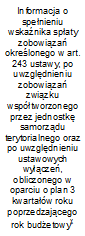 Informacja o
spełnieniu
wskaźnika spłaty
zobowiązań
określonego w art.
243 ustawy, po
uwzględnieniu
zobowiązań
związku
współtworzonego
przez jednostkę
samorządu
terytorialnego oraz
po uwzględnieniu
ustawowych
wyłączeń,
obliczonego w
oparciu o plan 3
kwartałów roku
poprzedzającego
rok budżetowy